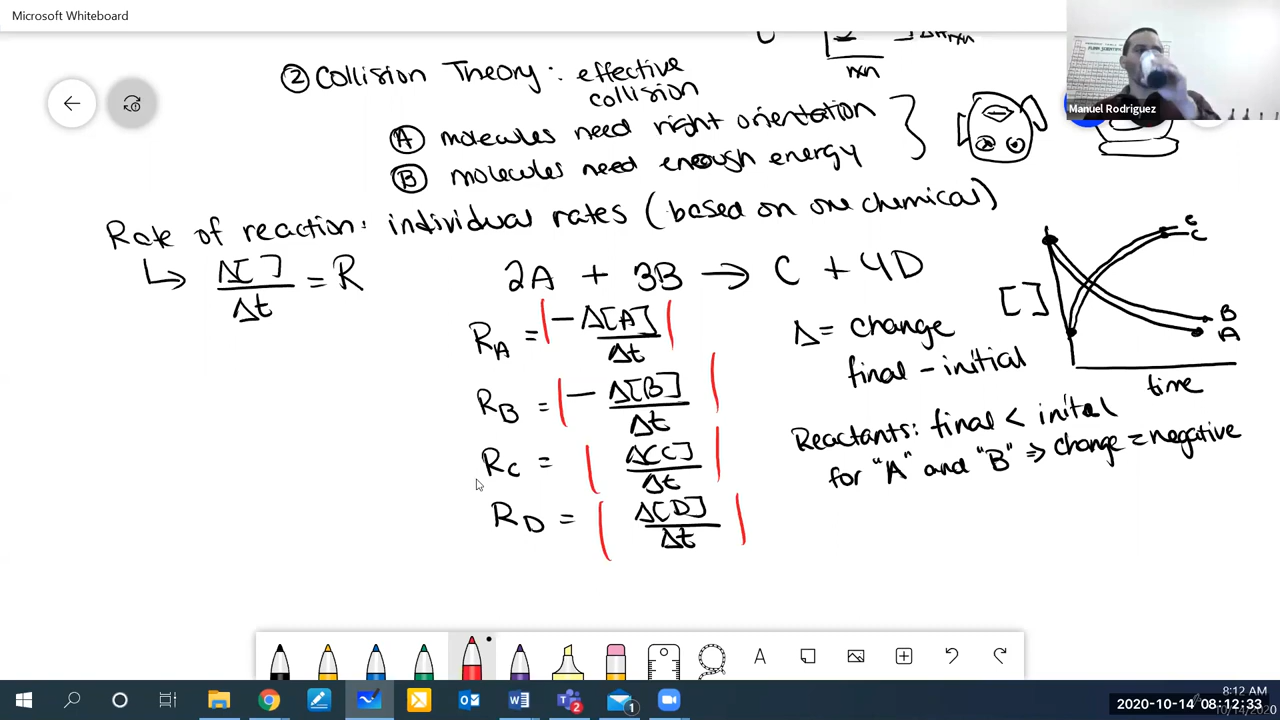 Microsoft Whiteboard
Manuel Rodriguez
rxn
② Collision Theory : effective
collision
Ⓐ molecules need right orientation
Ⓑ molecules need enough energy
Rate of reaction: individual rates (based on one chemical)
Δ[ ]/Δt = R
2A + 3B → C + 4D
R_A = |-Δ[A]/Δt|
R_B = |-Δ[B]/Δt|
R_C = |Δ[C]/Δt|
R_D = |Δ[D]/Δt|
Δ = change
final - initial
[ ]
C
B
A
time
Reactants: final < initial
for "A" and "B" ⇒ change = negative
A
2
1
8:12 AM
2020-10-14 08:12:33